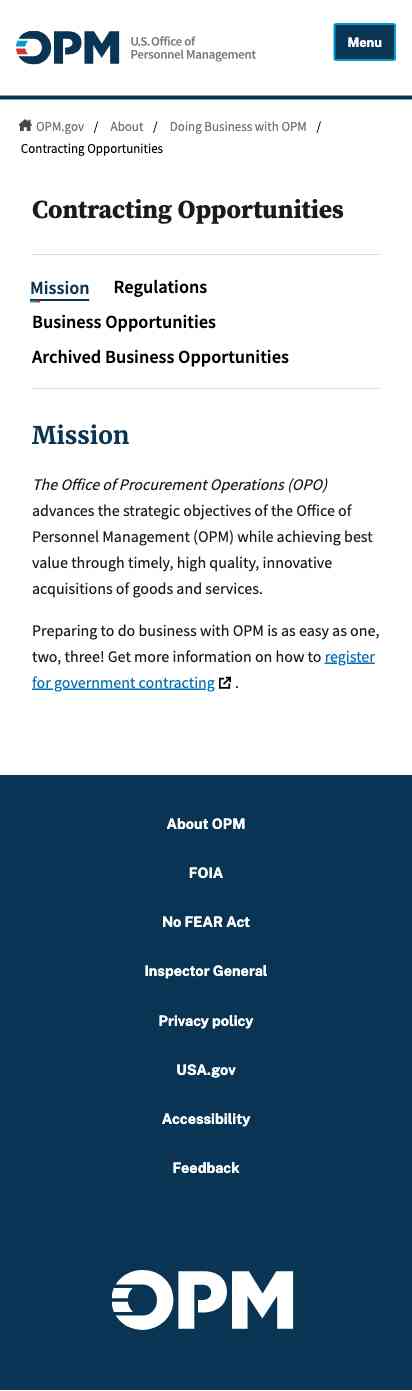 OPM U.S. Office of
Personnel Management
Menu
OPM.gov / About / Doing Business with OPM /
Contracting Opportunities
Contracting Opportunities
Mission Regulations
Business Opportunities
Archived Business Opportunities
Mission
The Office of Procurement Operations (OPO)
advances the strategic objectives of the Office of
Personnel Management (OPM) while achieving best
value through timely, high quality, innovative
acquisitions of goods and services.
Preparing to do business with OPM is as easy as one,
two, three! Get more information on how to register
for government contracting .
About OPM
FOIA
No FEAR Act
Inspector General
Privacy policy
USA.gov
Accessibility
Feedback
OPM